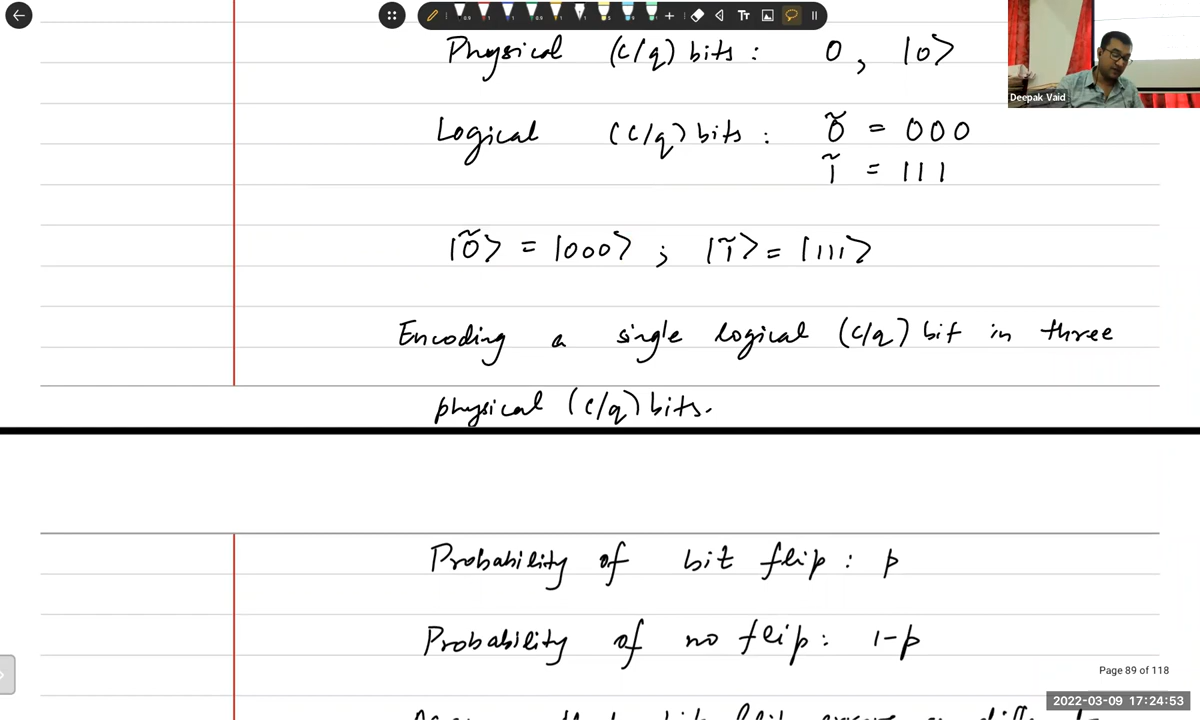 Physical (c/q) bits : 0, |0>
Deepak Vaid
Logical (c/q) bits : 0̃ = 000
1̃ = 111
|0̃> = |000> ; |1̃> = |111>
Encoding a single logical (c/q) bit in three
physical (c/q) bits.
Probability of bit flip : p
Probability of no flip : 1-p
Page 89 of 118
2022-03-09 17:24:53